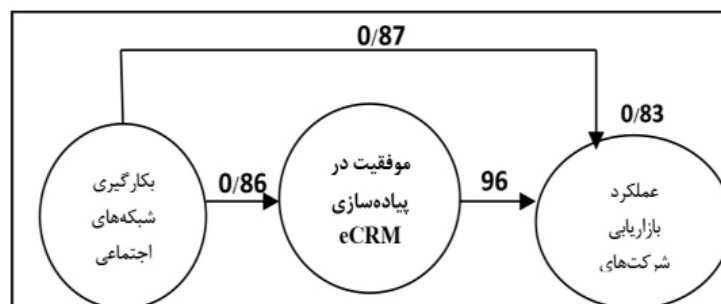 0/87
0/83
بکارگیری
شبکه‌های
اجتماعی
0/86
موفقیت در
پیاده‌سازی
eCRM
96
عملکرد
بازاریابی
شرکت‌های